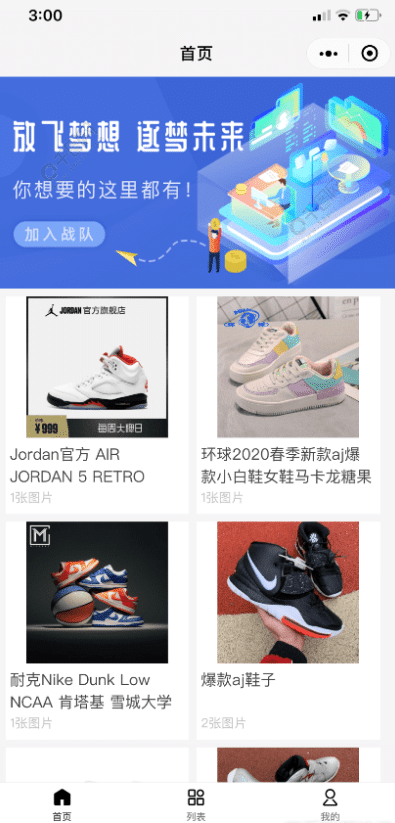 3:00
首页
放飞梦想 逐梦未来
你想要的这里都有!
加入战队
JORDAN 官方旗舰店
¥999
每周大牌日
Jordan官方 AIR
JORDAN 5 RETRO
1张图片
环球2020春季新款aj爆
款小白鞋女鞋马卡龙糖果
1张图片
耐克Nike Dunk Low
NCAA 肯塔基 雪城大学
1张图片
爆款aj鞋子
2张图片
首页
列表
我的